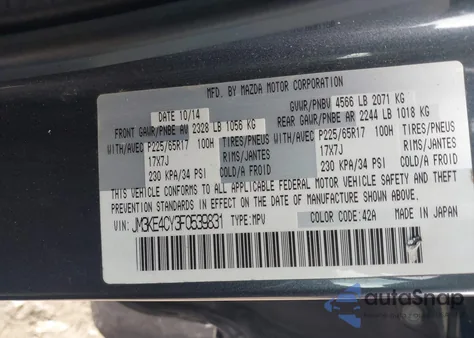 MFD. BY MAZDA MOTOR CORPORATION
DATE 10/14 GVWR/PNBV 4566 LB 2071 KG
FRONT GAWR/PNBE AV 2328 LB 1056 KG REAR GAWR/PNBE AR 2244 LB 1018 KG
WITH/AVEC P225/65R17 100H TIRES/PNEUS WITH/AVEC P225/65R17 100H TIRES/PNEUS
17X7J RIMS/JANTES 17X7J RIMS/JANTES
230 KPA/34 PSI 230 KPA/34 PSI
THIS VEHICLE CONFORMS TO ALL APPLICABLE FEDERAL MOTOR VEHICLE SAFETY, BUMPER, AND THEFT
PREVENTION STANDARDS IN EFFECT ON THE DATE OF MANUFACTURE SHOWN ABOVE.
VIN: JM3KE4CY3F0539831 TYPE: MPV COLOR CODE: 42A MADE IN JAPAN
autoSnap